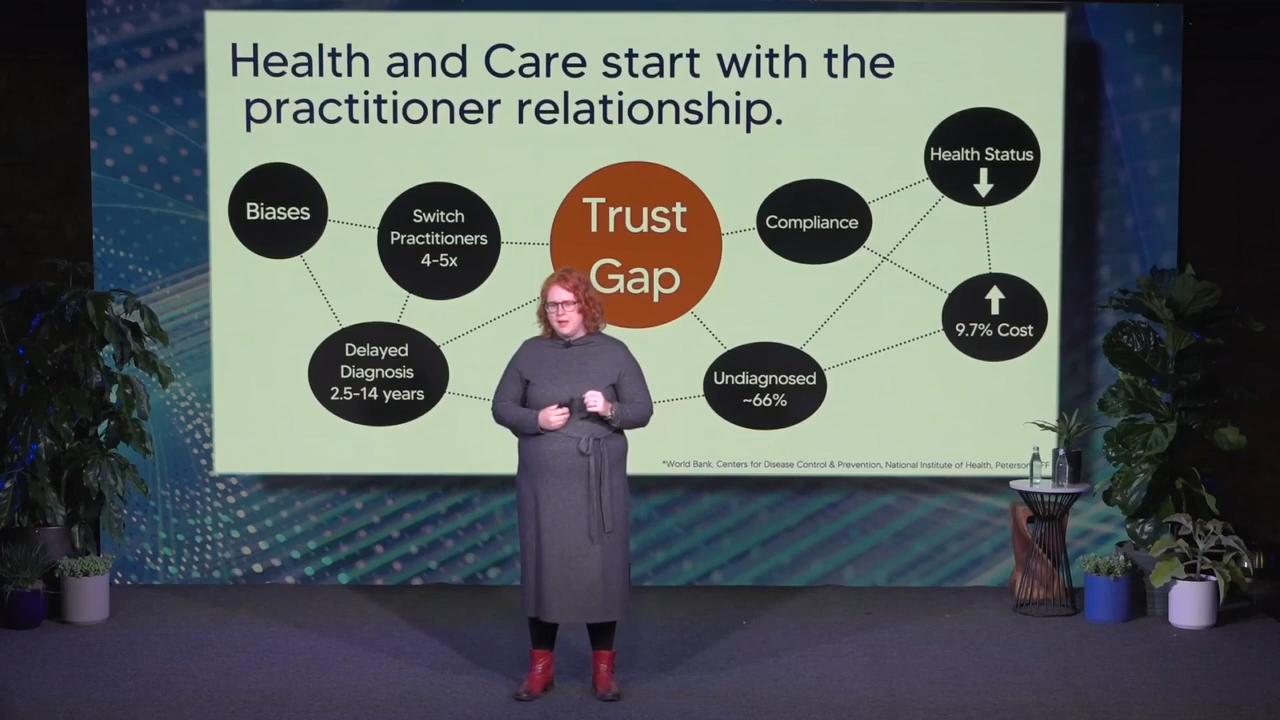 Health and Care start with the
practitioner relationship.
Biases
Switch
Practitioners
4-5x
Trust
Gap
Compliance
Health Status
9.7% Cost
Delayed
Diagnosis
2.5-14 years
Undiagnosed
~66%
*World Bank, Centers for Disease Control & Prevention, National Institute of Health, Peterson